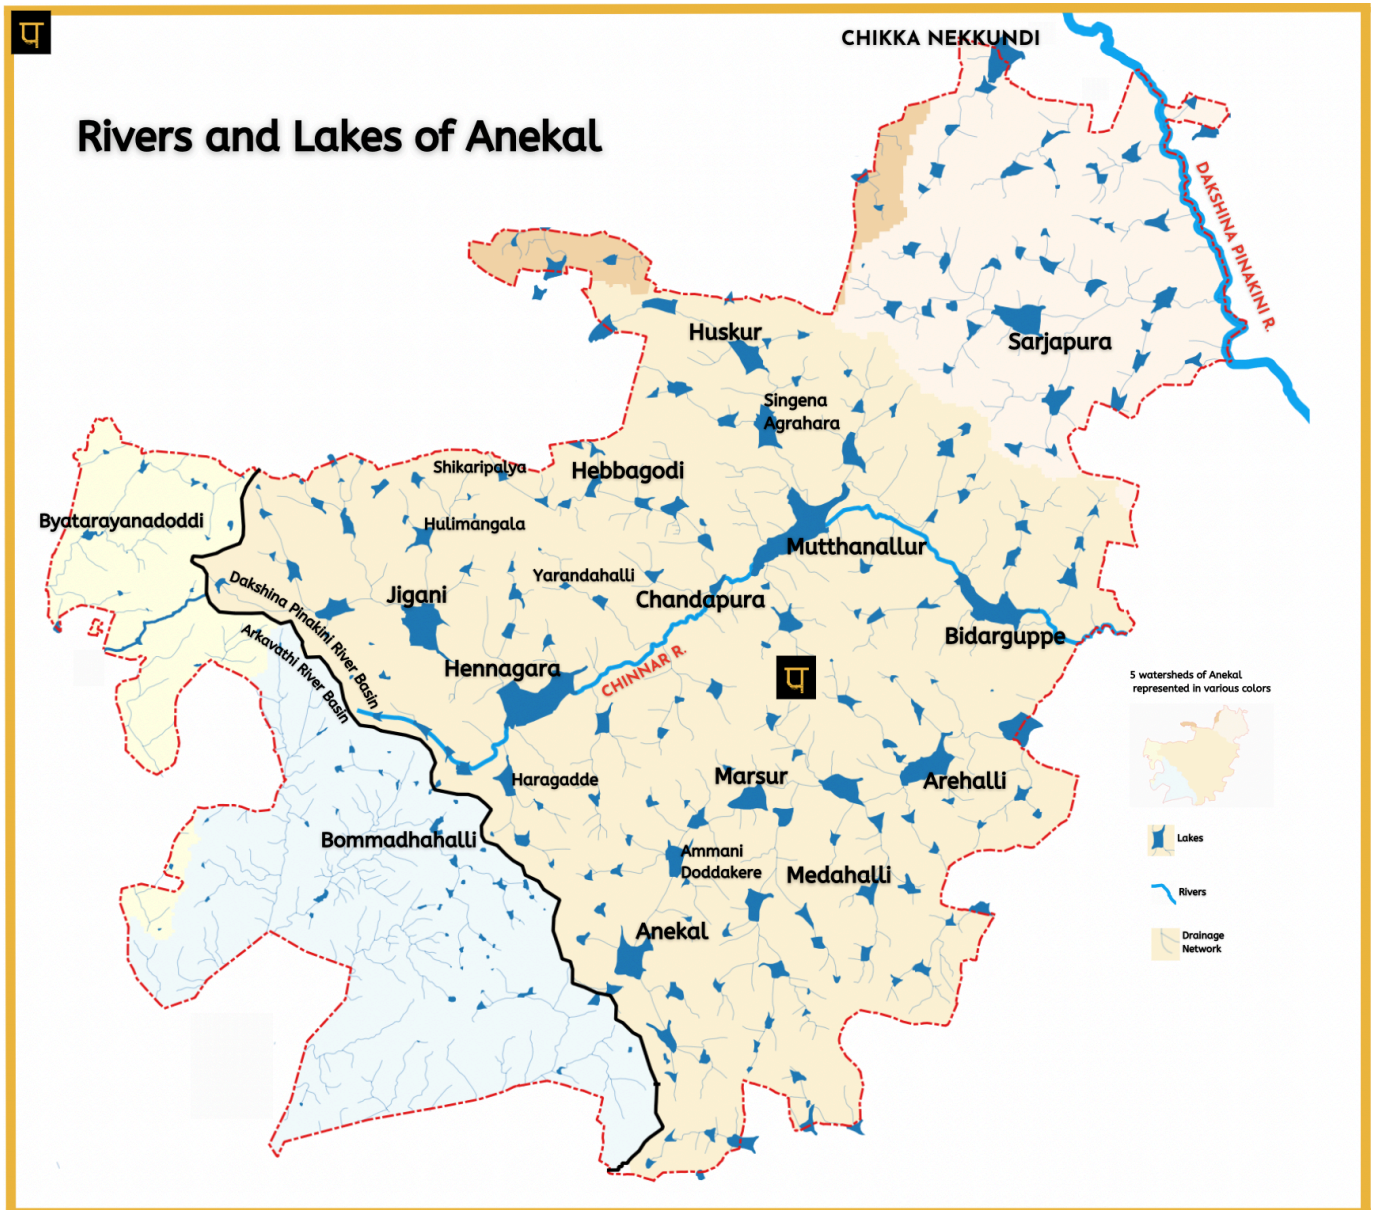 प
CHIKKA NEKKUNDI
Rivers and Lakes of Anekal
DAKSHINA PINAKINI R.
Huskur
Sarjapura
Singena
Agrahara
Shikaripalya
Hebbagodi
Byatarayanadoddi
Hulimangala
Mutthanallur
Yarandahalli
Dakshina Pinakini River Basin
Jigani
Chandapura
Arkavathi River Basin
Bidarguppe
Hennagara
CHINNAR R.
प
5 watersheds of Anekal
represented in various colors
Haragadde
Marsur
Arehalli
Bommadhahalli
Lakes
Ammani
Doddakere
Medahalli
Rivers
Anekal
Drainage
Network